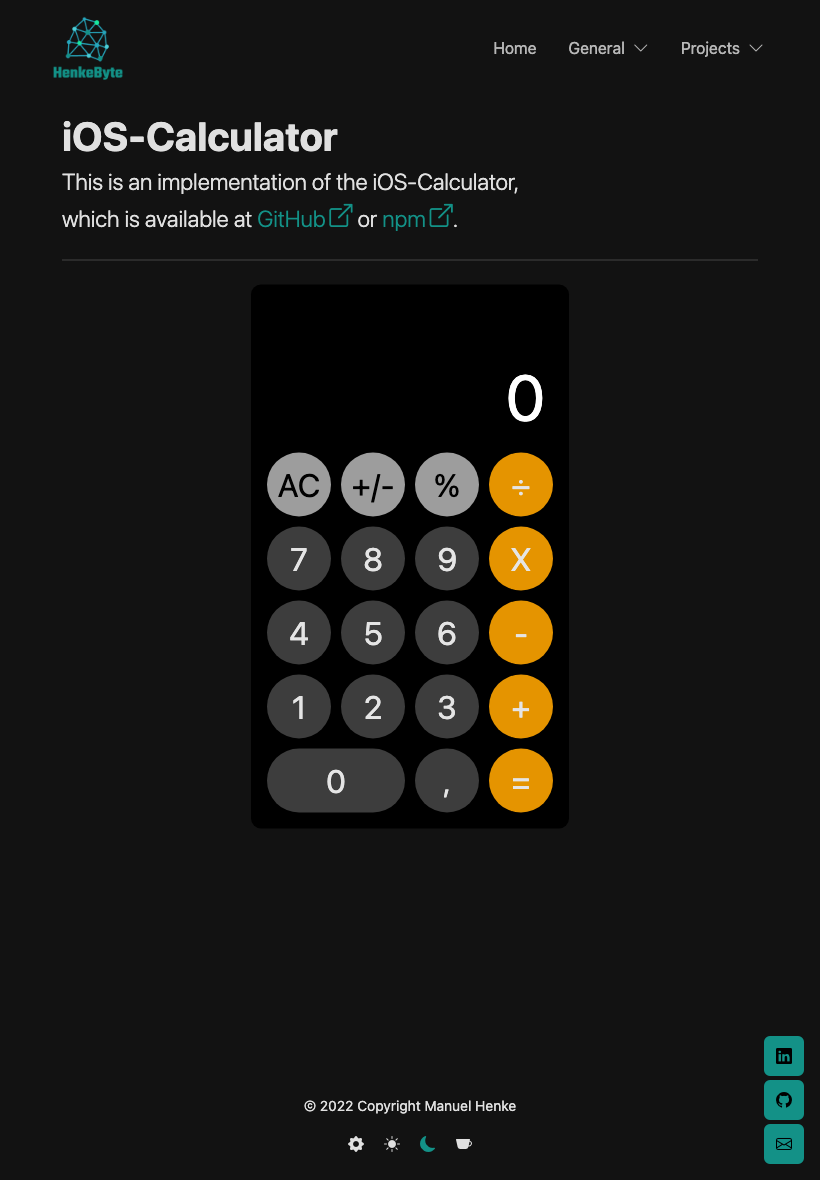 HenkeByte
Home General Projects
iOS-Calculator
This is an implementation of the iOS-Calculator,
which is available at GitHub or npm.
0
AC +/- % ÷
7 8 9 X
4 5 6 -
1 2 3 +
0 , =
in
© 2022 Copyright Manuel Henke